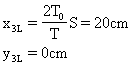 x₃L = 2T₀/T S = 20cm
y₃L = 0cm